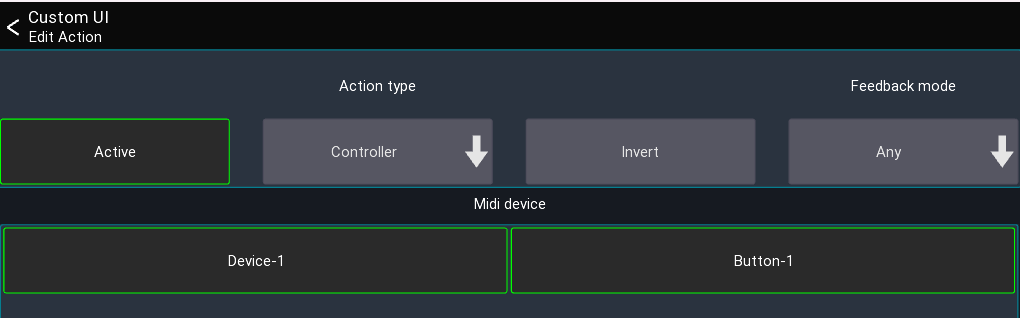 Custom UI
Edit Action
Action type
Feedback mode
Active
Controller
Invert
Any
Midi device
Device-1
Button-1